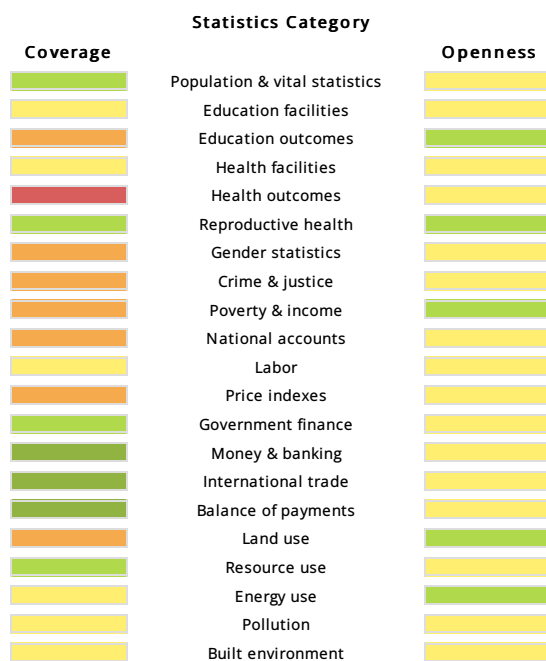 Statistics Category
Coverage Openness
Population & vital statistics
Education facilities
Education outcomes
Health facilities
Health outcomes
Reproductive health
Gender statistics
Crime & justice
Poverty & income
National accounts
Labor
Price indexes
Government finance
Money & banking
International trade
Balance of payments
Land use
Resource use
Energy use
Pollution
Built environment